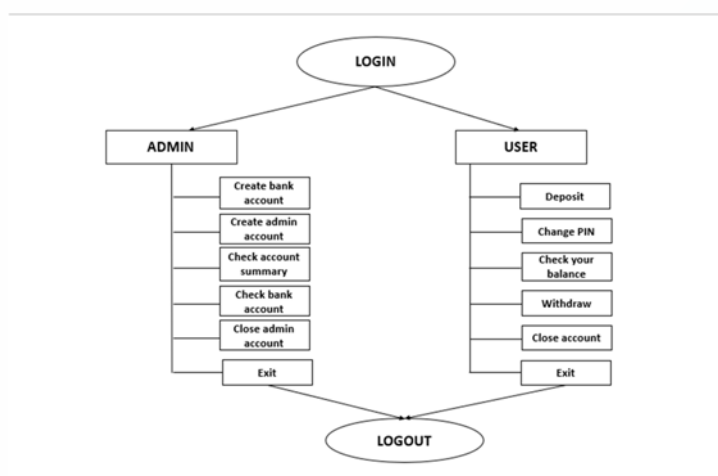 LOGIN
ADMIN
USER
Create bank
account
Create admin
account
Check account
summary
Check bank
account
Close admin
account
Exit
Deposit
Change PIN
Check your
balance
Withdraw
Close account
Exit
LOGOUT